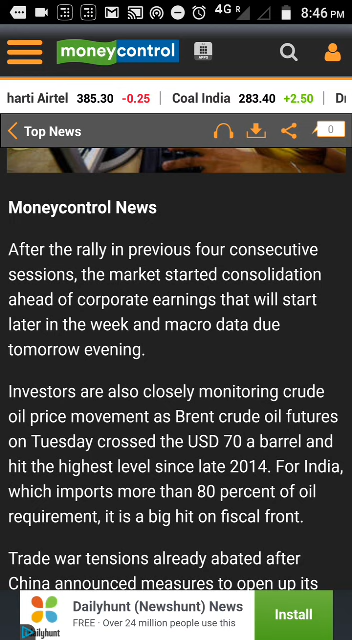 4G R 8:46 PM
moneycontrol
APPS
harti Airtel 385.30 -0.25 Coal India 283.40 +2.50
Top News 0
Moneycontrol News
After the rally in previous four consecutive
sessions, the market started consolidation
ahead of corporate earnings that will start
later in the week and macro data due
tomorrow evening.
Investors are also closely monitoring crude
oil price movement as Brent crude oil futures
on Tuesday crossed the USD 70 a barrel and
hit the highest level since late 2014. For India,
which imports more than 80 percent of oil
requirement, it is a big hit on fiscal front.
Trade war tensions already abated after
China announced measures to open up its
Dailyhunt (Newshunt) News
FREE · Over 24 million people use this
Install
Dailyhunt